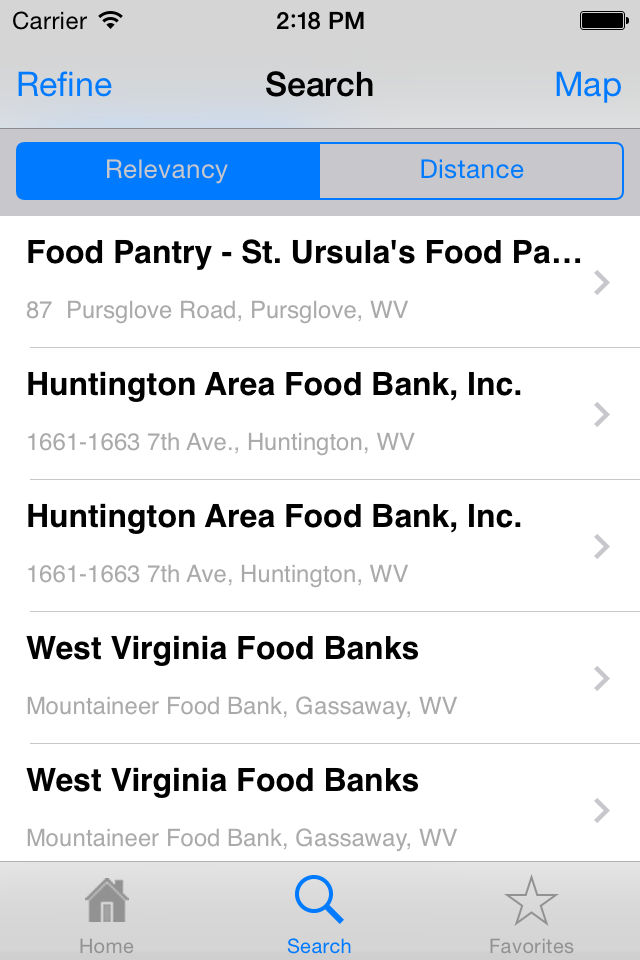 Carrier 2:18 PM
Refine Search Map
Relevancy Distance
Food Pantry - St. Ursula's Food Pa...
87  Pursglove Road, Pursglove, WV
Huntington Area Food Bank, Inc.
1661-1663 7th Ave., Huntington, WV
Huntington Area Food Bank, Inc.
1661-1663 7th Ave, Huntington, WV
West Virginia Food Banks
Mountaineer Food Bank, Gassaway, WV
West Virginia Food Banks
Mountaineer Food Bank, Gassaway, WV
Home Search Favorites